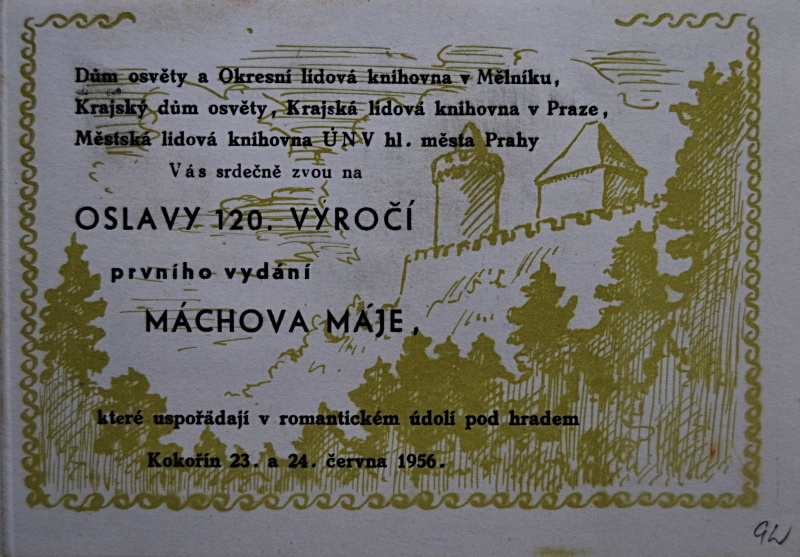 Dům osvěty a Okresní lidová knihovna v Mělníku,
Krajský dům osvěty, Krajská lidová knihovna v Praze,
Městská lidová knihovna ÚNV hl. města Prahy
Vás srdečně zvou na
OSLAVY 120. VÝROČÍ
prvního vydání
MÁCHOVA MÁJE,
které uspořádají v romantickém údolí pod hradem
Kokořín 23. a 24. června 1956.